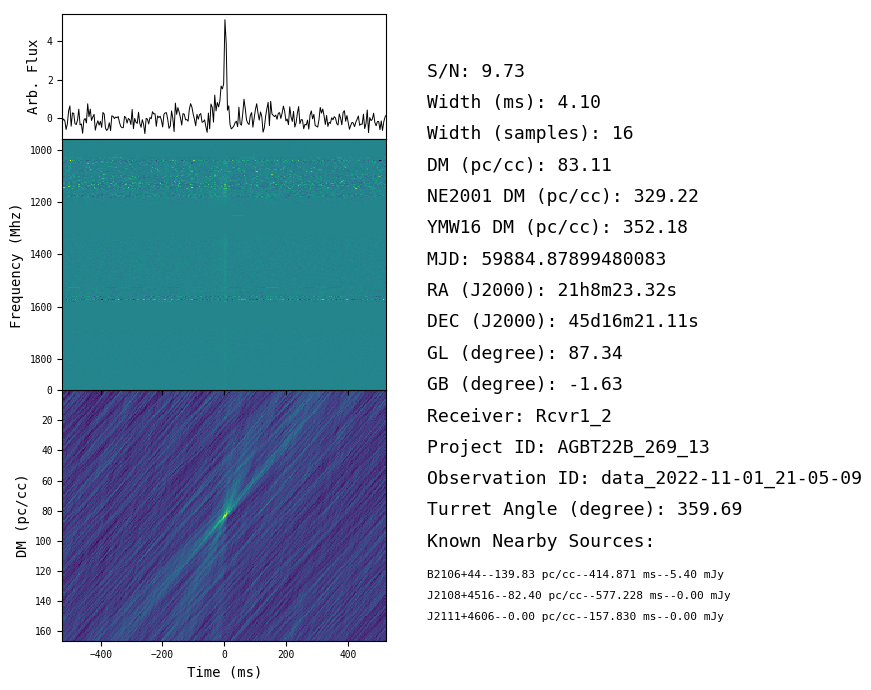 4
2
0
Arb. Flux
1000
1200
1400
1600
1800
Frequency (Mhz)
0
20
40
60
80
100
120
140
160
DM (pc/cc)
−400
−200
0
200
400
Time (ms)
S/N: 9.73
Width (ms): 4.10
Width (samples): 16
DM (pc/cc): 83.11
NE2001 DM (pc/cc): 329.22
YMW16 DM (pc/cc): 352.18
MJD: 59884.87899480083
RA (J2000): 21h8m23.32s
DEC (J2000): 45d16m21.11s
GL (degree): 87.34
GB (degree): -1.63
Receiver: Rcvr1_2
Project ID: AGBT22B_269_13
Observation ID: data_2022-11-01_21-05-09
Turret Angle (degree): 359.69
Known Nearby Sources:
B2106+44--139.83 pc/cc--414.871 ms--5.40 mJy
J2108+4516--82.40 pc/cc--577.228 ms--0.00 mJy
J2111+4606--0.00 pc/cc--157.830 ms--0.00 mJy